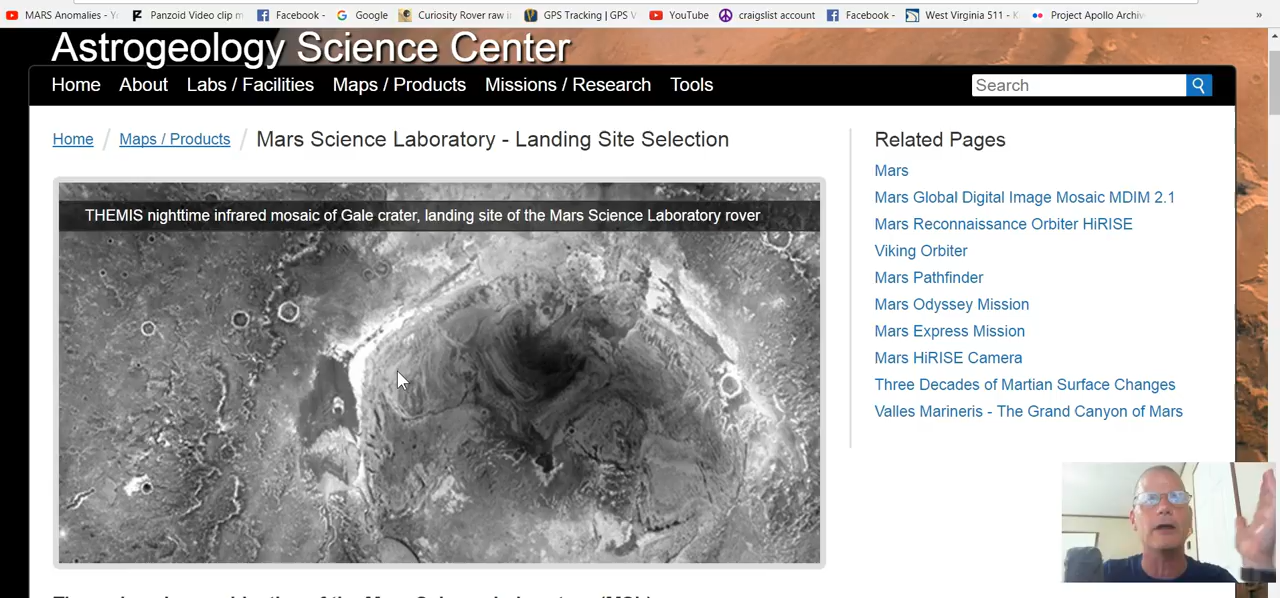 MARS Anomalies - Y
Panzoid Video clip m
Facebook -
Google
Curiosity Rover raw i
GPS Tracking | GPS V
YouTube
craigslist account
Facebook -
West Virginia 511 - K
Project Apollo Archi
»
Astrogeology Science Center
Home About Labs / Facilities Maps / Products Missions / Research Tools
Search
Home / Maps / Products / Mars Science Laboratory - Landing Site Selection
THEMIS nighttime infrared mosaic of Gale crater, landing site of the Mars Science Laboratory rover
Related Pages
Mars
Mars Global Digital Image Mosaic MDIM 2.1
Mars Reconnaissance Orbiter HiRISE
Viking Orbiter
Mars Pathfinder
Mars Odyssey Mission
Mars Express Mission
Mars HiRISE Camera
Three Decades of Martian Surface Changes
Valles Marineris - The Grand Canyon of Mars